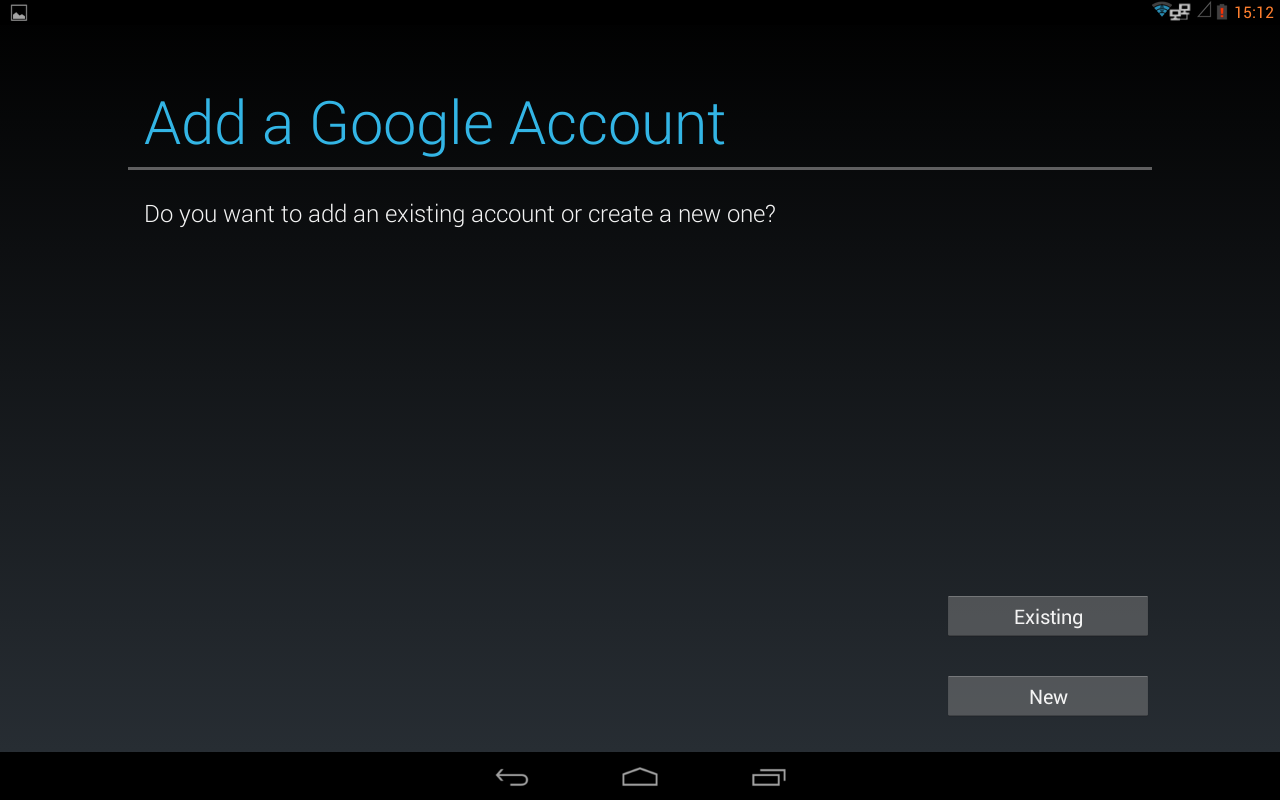 15:12
Add a Google Account
Do you want to add an existing account or create a new one?
Existing
New